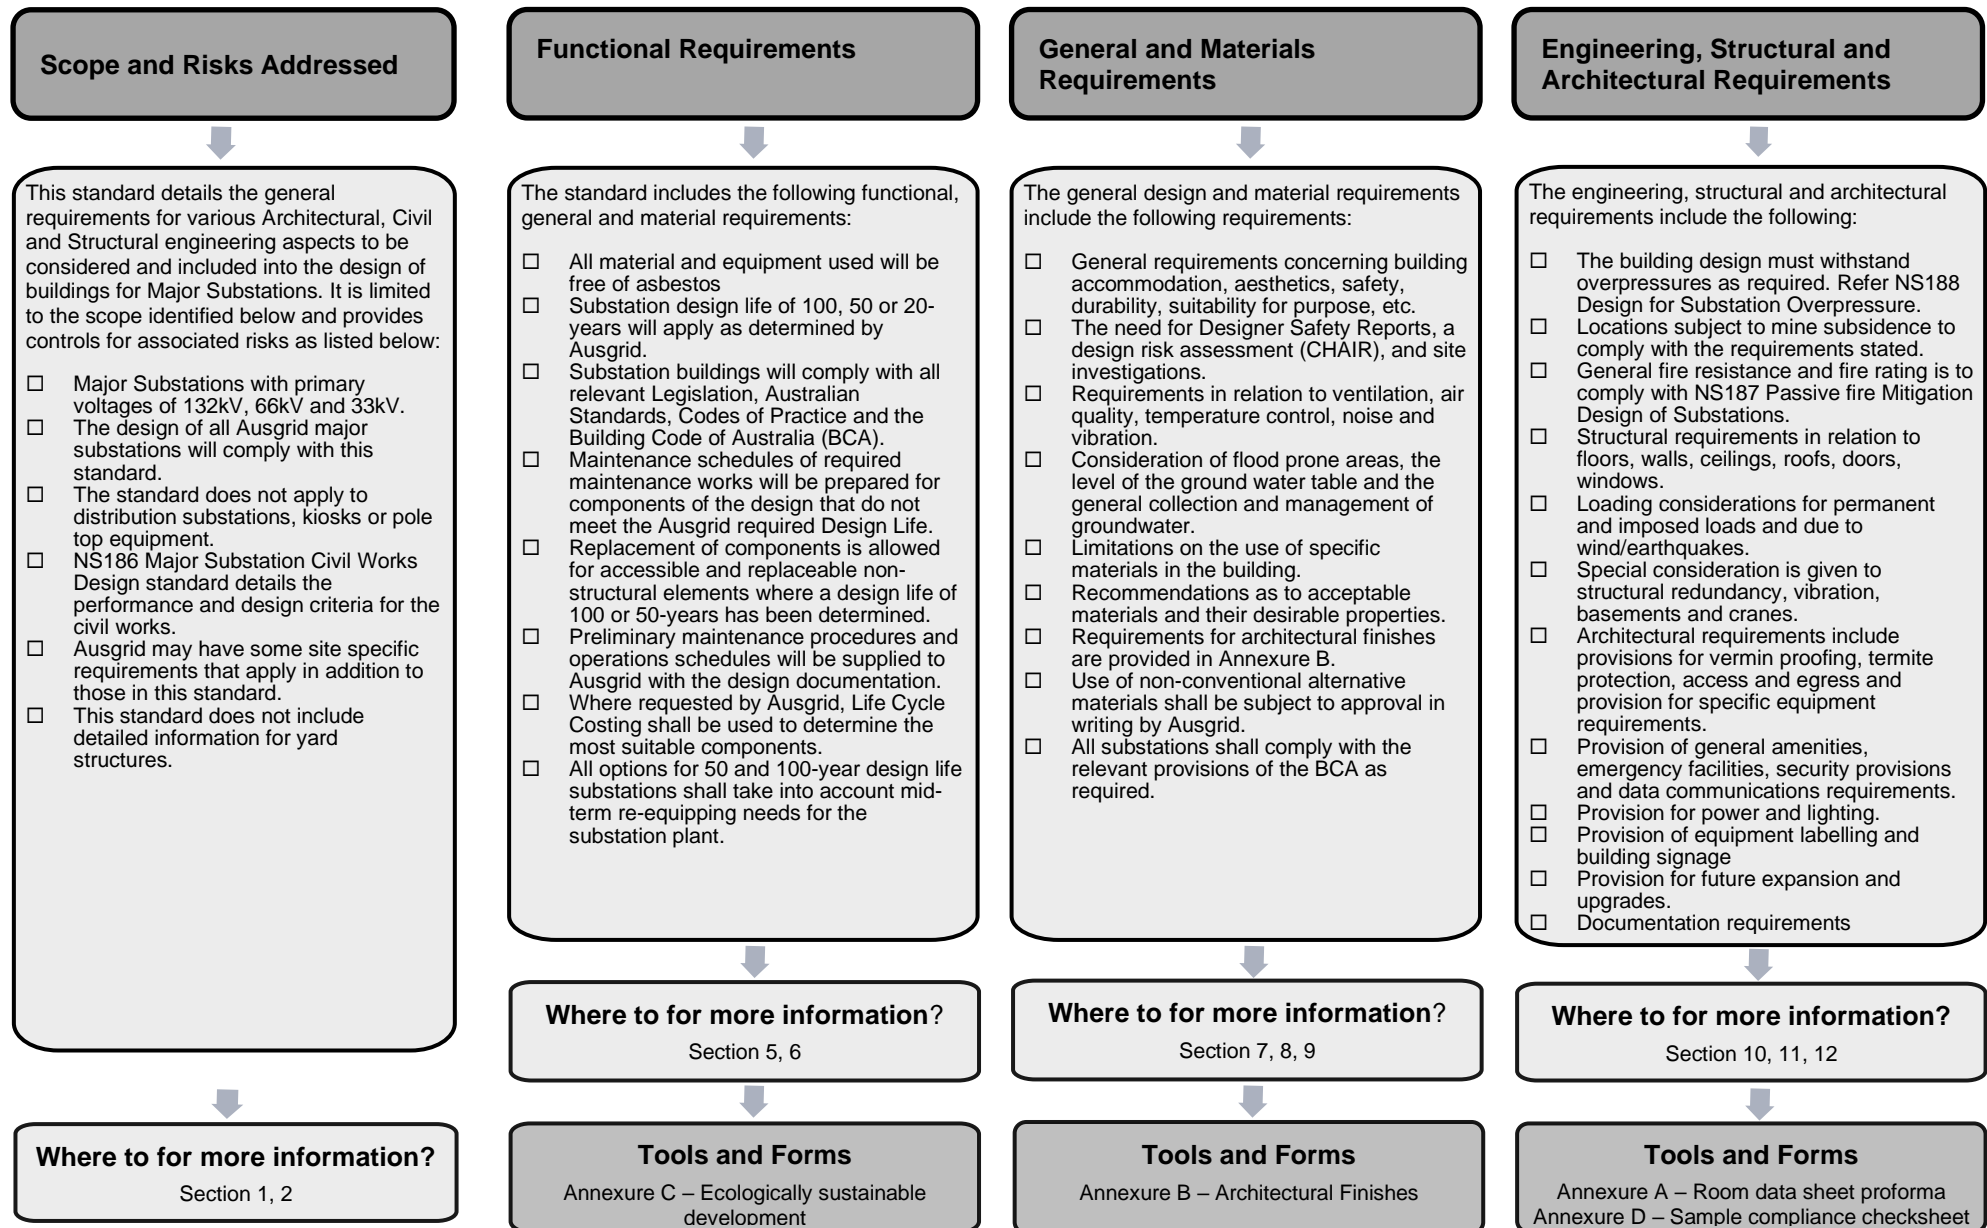 Scope and Risks Addressed
This standard details the general
requirements for various Architectural, Civil
and Structural engineering aspects to be
considered and included into the design of
buildings for Major Substations. It is limited
to the scope identified below and provides
controls for associated risks as listed below:
☐ Major Substations with primary
voltages of 132kV, 66kV and 33kV.
☐ The design of all Ausgrid major
substations will comply with this
standard.
☐ The standard does not apply to
distribution substations, kiosks or pole
top equipment.
☐ NS186 Major Substation Civil Works
Design standard details the
performance and design criteria for the
civil works.
☐ Ausgrid may have some site specific
requirements that apply in addition to
those in this standard.
☐ This standard does not include
detailed information for yard
structures.
Where to for more information?
Section 1, 2
Functional Requirements
The standard includes the following functional,
general and material requirements:
☐ All material and equipment used will be
free of asbestos
☐ Substation design life of 100, 50 or 20-
years will apply as determined by
Ausgrid.
☐ Substation buildings will comply with all
relevant Legislation, Australian
Standards, Codes of Practice and the
Building Code of Australia (BCA).
☐ Maintenance schedules of required
maintenance works will be prepared for
components of the design that do not
meet the Ausgrid required Design Life.
☐ Replacement of components is allowed
for accessible and replaceable non-
structural elements where a design life of
100 or 50-years has been determined.
☐ Preliminary maintenance procedures and
operations schedules will be supplied to
Ausgrid with the design documentation.
☐ Where requested by Ausgrid, Life Cycle
Costing shall be used to determine the
most suitable components.
☐ All options for 50 and 100-year design life
substations shall take into account mid-
term re-equipping needs for the
substation plant.
Where to for more information?
Section 5, 6
Tools and Forms
Annexure C – Ecologically sustainable
development
General and Materials
Requirements
The general design and material requirements
include the following requirements:
☐ General requirements concerning building
accommodation, aesthetics, safety,
durability, suitability for purpose, etc.
☐ The need for Designer Safety Reports, a
design risk assessment (CHAIR), and site
investigations.
☐ Requirements in relation to ventilation, air
quality, temperature control, noise and
vibration.
☐ Consideration of flood prone areas, the
level of the ground water table and the
general collection and management of
groundwater.
☐ Limitations on the use of specific
materials in the building.
☐ Recommendations as to acceptable
materials and their desirable properties.
☐ Requirements for architectural finishes
are provided in Annexure B.
☐ Use of non-conventional alternative
materials shall be subject to approval in
writing by Ausgrid.
☐ All substations shall comply with the
relevant provisions of the BCA as
required.
Where to for more information?
Section 7, 8, 9
Tools and Forms
Annexure B – Architectural Finishes
Engineering, Structural and
Architectural Requirements
The engineering, structural and architectural
requirements include the following:
☐ The building design must withstand
overpressures as required. Refer NS188
Design for Substation Overpressure.
☐ Locations subject to mine subsidence to
comply with the requirements stated.
☐ General fire resistance and fire rating is to
comply with NS187 Passive fire Mitigation
Design of Substations.
☐ Structural requirements in relation to
floors, walls, ceilings, roofs, doors,
windows.
☐ Loading considerations for permanent
and imposed loads and due to
wind/earthquakes.
☐ Special consideration is given to
structural redundancy, vibration,
basements and cranes.
☐ Architectural requirements include
provisions for vermin proofing, termite
protection, access and egress and
provision for specific equipment
requirements.
☐ Provision of general amenities,
emergency facilities, security provisions
and data communications requirements.
☐ Provision for power and lighting.
☐ Provision of equipment labelling and
building signage
☐ Provision for future expansion and
upgrades.
☐ Documentation requirements
Where to for more information?
Section 10, 11, 12
Tools and Forms
Annexure A – Room data sheet proforma
Annexure D – Sample compliance checksheet